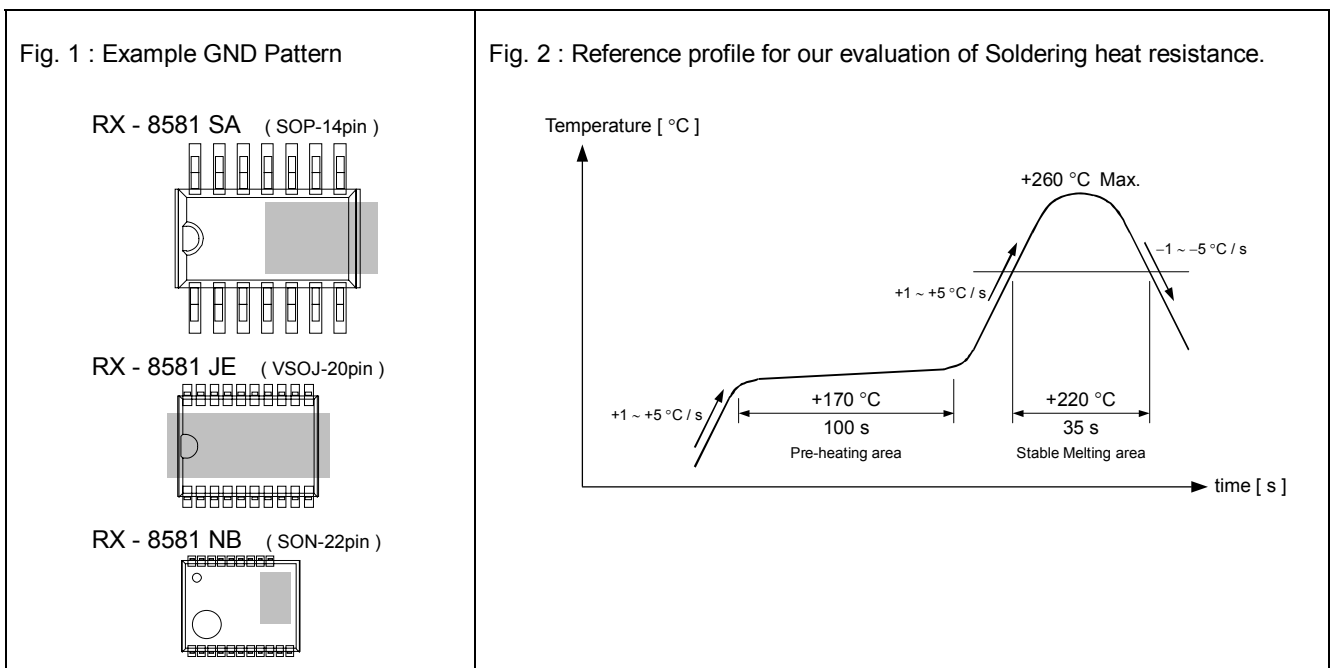 Fig. 1 : Example GND Pattern
RX - 8581 SA ( SOP-14pin )
RX - 8581 JE ( VSOJ-20pin )
RX - 8581 NB ( SON-22pin )
Fig. 2 : Reference profile for our evaluation of Soldering heat resistance.
Temperature [ °C ]
+260 °C Max.
−1 ~ −5 °C / s
+1 ~ +5 °C / s
+1 ~ +5 °C / s
+170 °C
100 s
Pre-heating area
+220 °C
35 s
Stable Melting area
time [ s ]